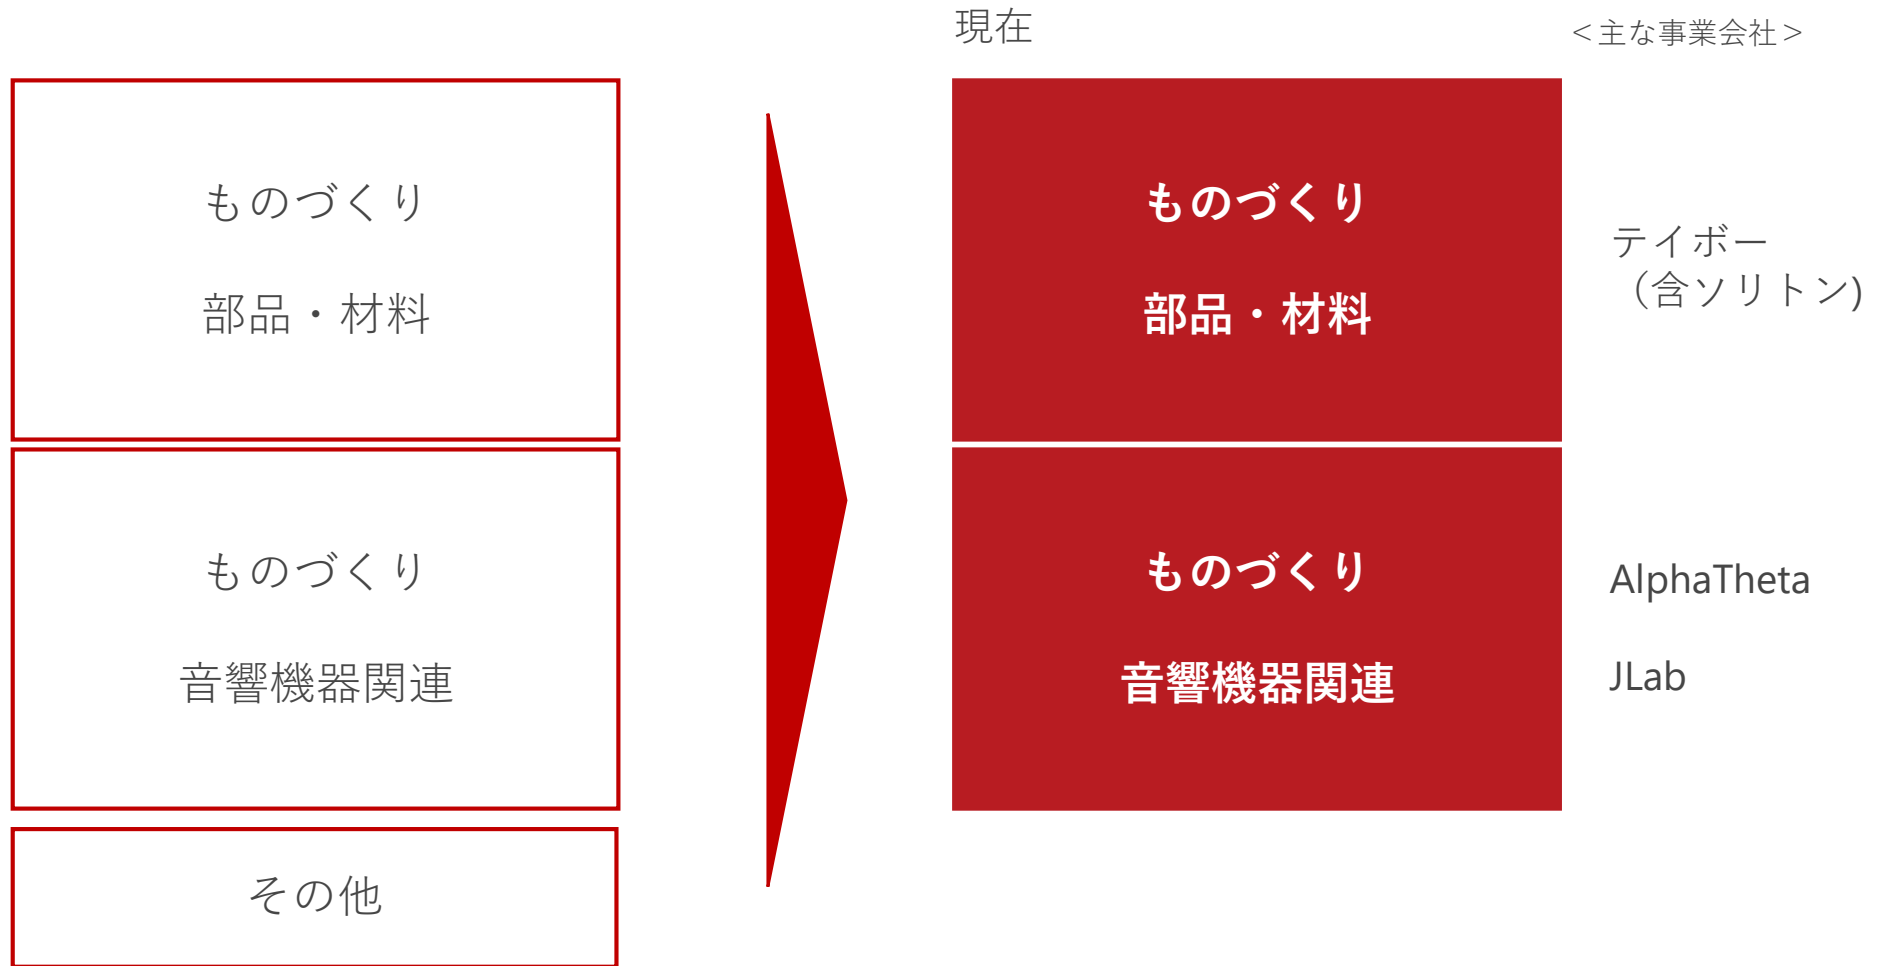 現在
＜主な事業会社＞
ものづくり
部品・材料
ものづくり
音響機器関連
その他
ものづくり
部品・材料
テイボー
（含ソリトン)
ものづくり
音響機器関連
AlphaTheta
JLab